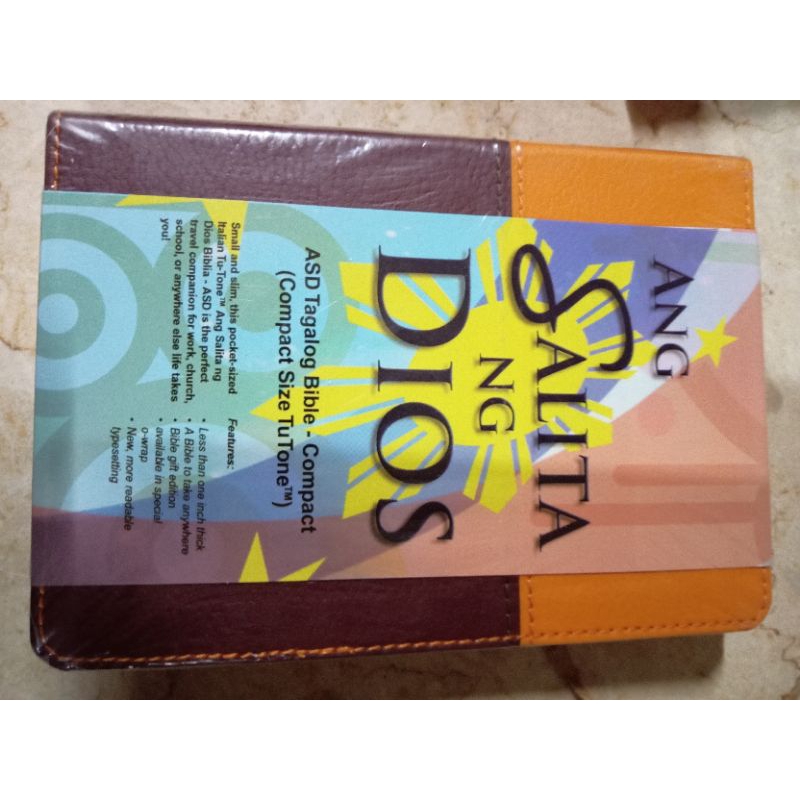 ANG
SALITA
NG
DIOS
ASD Tagalog Bible - Compact
(Compact Size TuTone™)
Small and slim, this pocket-sized
Italian Tu-Tone™ Ang Salita ng
Dios Biblia - ASD is the perfect
travel companion for work, church,
school, or anywhere else life takes
you!
Features:
• Less than one inch thick
• A Bible to take anywhere
• Bible gift edition
• available in special
o-wrap
• New, more readable
typesetting